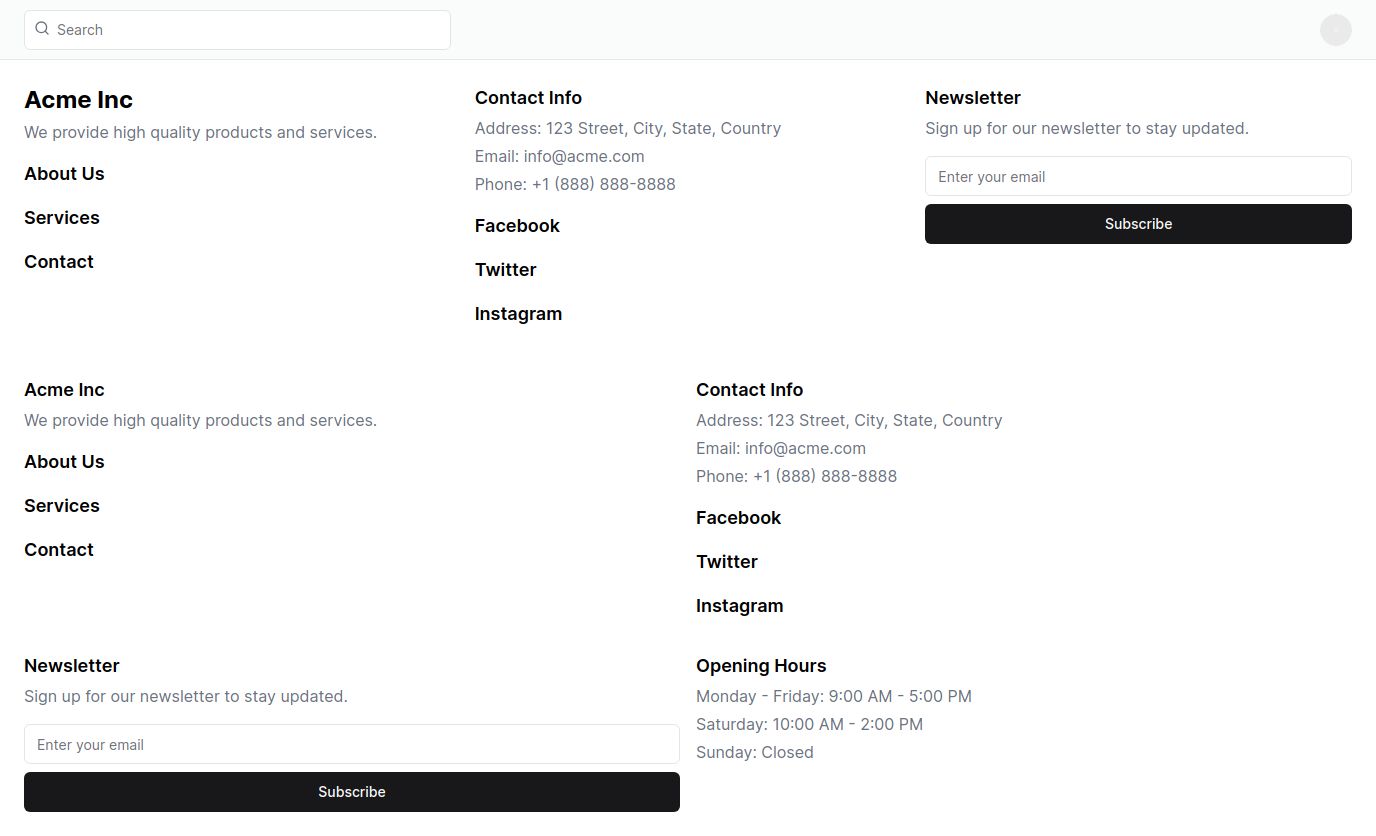 Search
Acme Inc
We provide high quality products and services.
About Us
Services
Contact
Contact Info
Address: 123 Street, City, State, Country
Email: info@acme.com
Phone: +1 (888) 888-8888
Facebook
Twitter
Instagram
Newsletter
Sign up for our newsletter to stay updated.
Enter your email
Subscribe
Acme Inc
We provide high quality products and services.
About Us
Services
Contact
Contact Info
Address: 123 Street, City, State, Country
Email: info@acme.com
Phone: +1 (888) 888-8888
Facebook
Twitter
Instagram
Newsletter
Sign up for our newsletter to stay updated.
Enter your email
Subscribe
Opening Hours
Monday - Friday: 9:00 AM - 5:00 PM
Saturday: 10:00 AM - 2:00 PM
Sunday: Closed